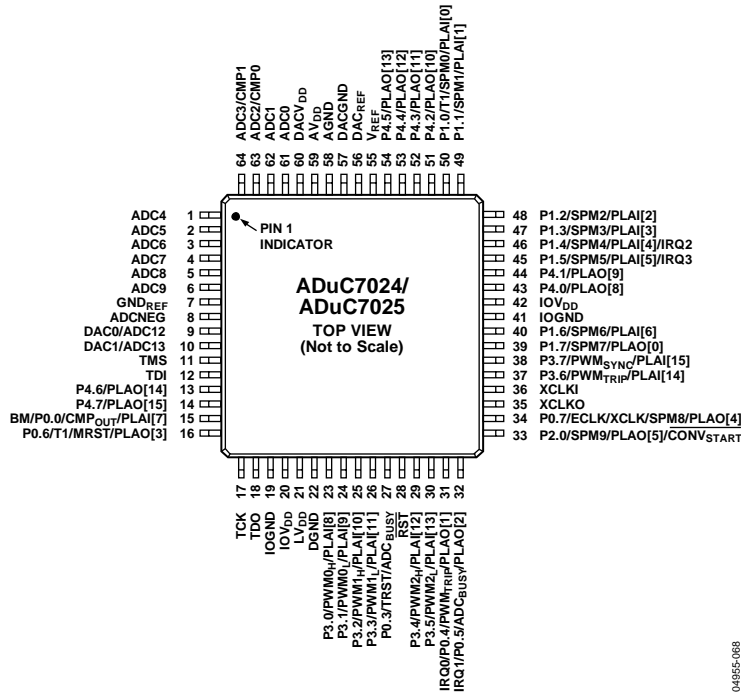 64 ADC3/CMP1
63 ADC2/CMP0
62 ADC1
61 ADC0
60 DACVDD
59 AVDD
58 AGND
57 DACGND
56 DACREF
55 VREF
54 P4.5/PLAO[13]
53 P4.4/PLAO[12]
52 P4.3/PLAO[11]
51 P4.2/PLAO[10]
50 P1.0/T1/SPM0/PLAI[0]
49 P1.1/SPM1/PLAI[1]
ADC4 1
ADC5 2
ADC6 3
ADC7 4
ADC8 5
ADC9 6
GNDREF 7
ADCNEG 8
DAC0/ADC12 9
DAC1/ADC13 10
TMS 11
TDI 12
P4.6/PLAO[14] 13
P4.7/PLAO[15] 14
BM/P0.0/CMPOUT/PLAI[7] 15
P0.6/T1/MRST/PLAO[3] 16
PIN 1
INDICATOR
ADuC7024/
ADuC7025
TOP VIEW
(Not to Scale)
48 P1.2/SPM2/PLAI[2]
47 P1.3/SPM3/PLAI[3]
46 P1.4/SPM4/PLAI[4]/IRQ2
45 P1.5/SPM5/PLAI[5]/IRQ3
44 P4.1/PLAO[9]
43 P4.0/PLAO[8]
42 IOVDD
41 IOGND
40 P1.6/SPM6/PLAI[6]
39 P1.7/SPM7/PLAO[0]
38 P3.7/PWMSYNC/PLAI[15]
37 P3.6/PWMTRIP/PLAI[14]
36 XCLKI
35 XCLKO
34 P0.7/ECLK/XCLK/SPM8/PLAO[4]
33 P2.0/SPM9/PLAO[5]/CONVSTART
TCK 17
TDO 18
IOGND 19
IOVDD 20
LVDD 21
DGND 22
P3.0/PWM0H/PLAI[8] 23
P3.1/PWM0L/PLAI[9] 24
P3.2/PWM1H/PLAI[10] 25
P3.3/PWM1L/PLAI[11] 26
P0.3/TRST/ADCBUSY 27
RST 28
P3.4/PWM2H/PLAI[12] 29
P3.5/PWM2L/PLAI[13] 30
IRQ0/P0.4/PWMTRIP/PLAO[1] 31
IRQ1/P0.5/ADCBUSY/PLAO[2] 32
04955-068